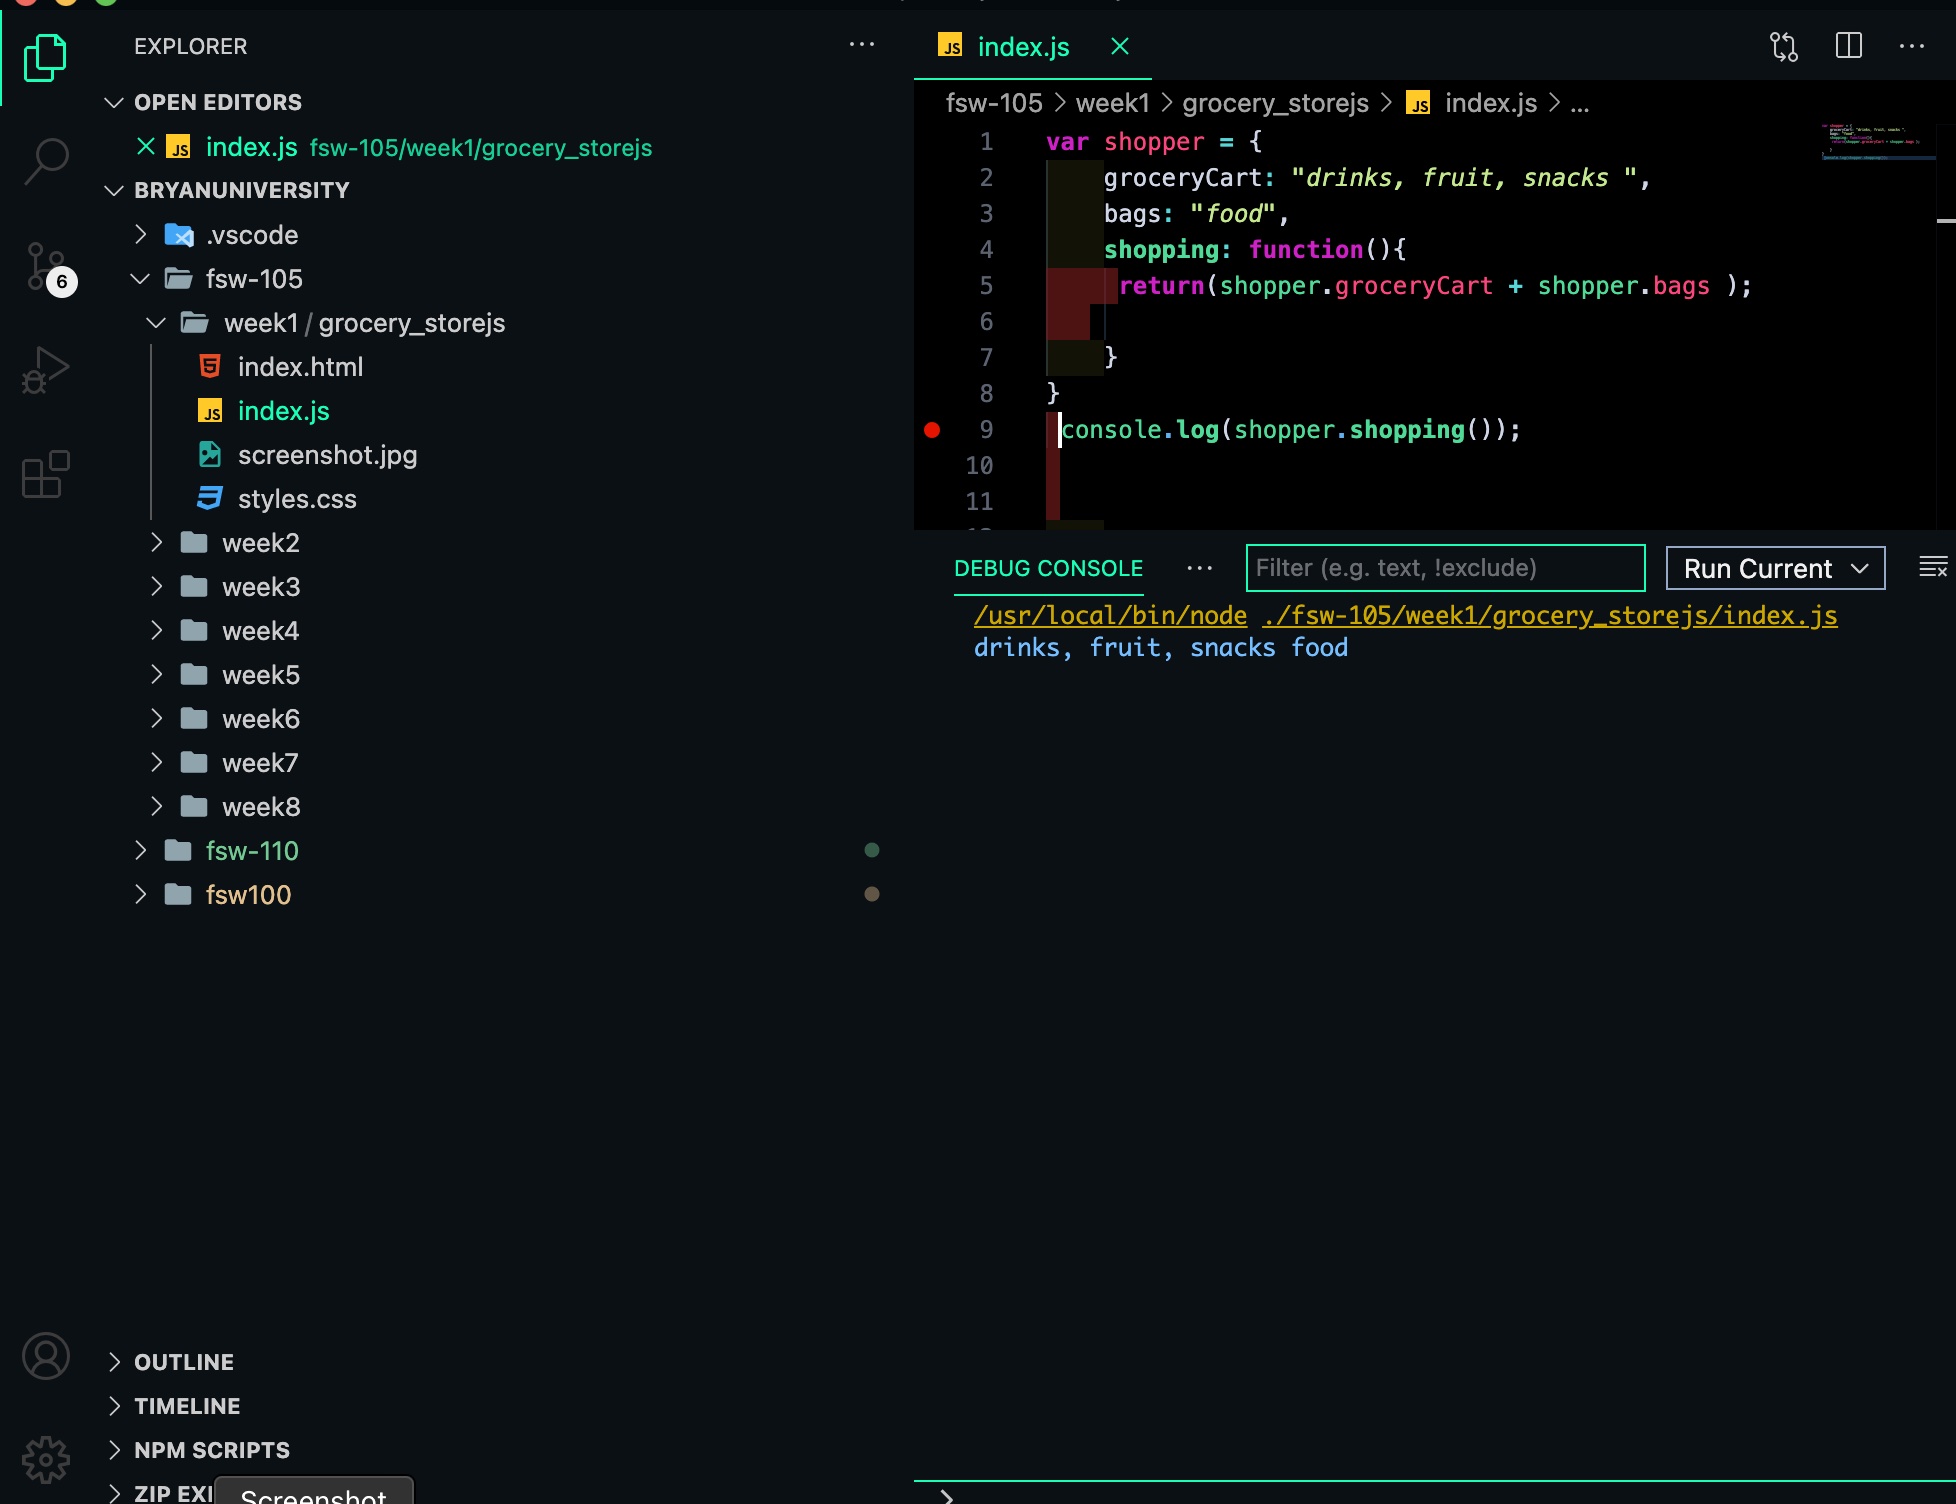 EXPLORER
OPEN EDITORS
index.js fsw-105/week1/grocery_storejs
BRYANUNIVERSITY
.vscode
fsw-105
week1 / grocery_storejs
index.html
index.js
screenshot.jpg
styles.css
week2
week3
week4
week5
week6
week7
week8
fsw-110
fsw100
6
OUTLINE
TIMELINE
NPM SCRIPTS
ZIP EXI
Screenshot
JS index.js
fsw-105 > week1 > grocery_storejs > JS index.js > ...
1 var shopper = {
2 groceryCart: "drinks, fruit, snacks ",
3 bags: "food",
4 shopping: function(){
5 return(shopper.groceryCart + shopper.bags );
6
7 }
8 }
9 console.log(shopper.shopping());
10
11
DEBUG CONSOLE ... Filter (e.g. text, !exclude) Run Current
/usr/local/bin/node ./fsw-105/week1/grocery_storejs/index.js
drinks, fruit, snacks food